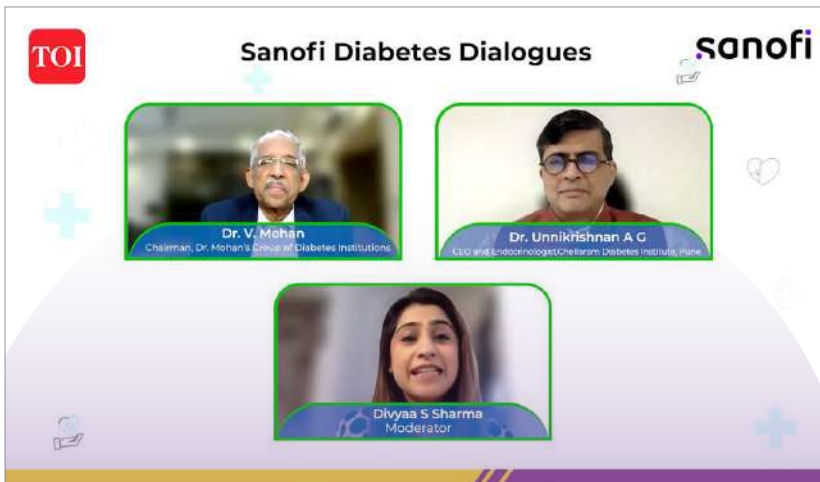 TOI
Sanofi Diabetes Dialogues
sanofi
Dr. V. Mohan
Chairman, Dr. Mohan's Group of Diabetes Institutions
Dr. Unnikrishnan A G
CEO and Endocrinologist,Chellaram Diabetes Institute, Pune
Divyaa S Sharma
Moderator